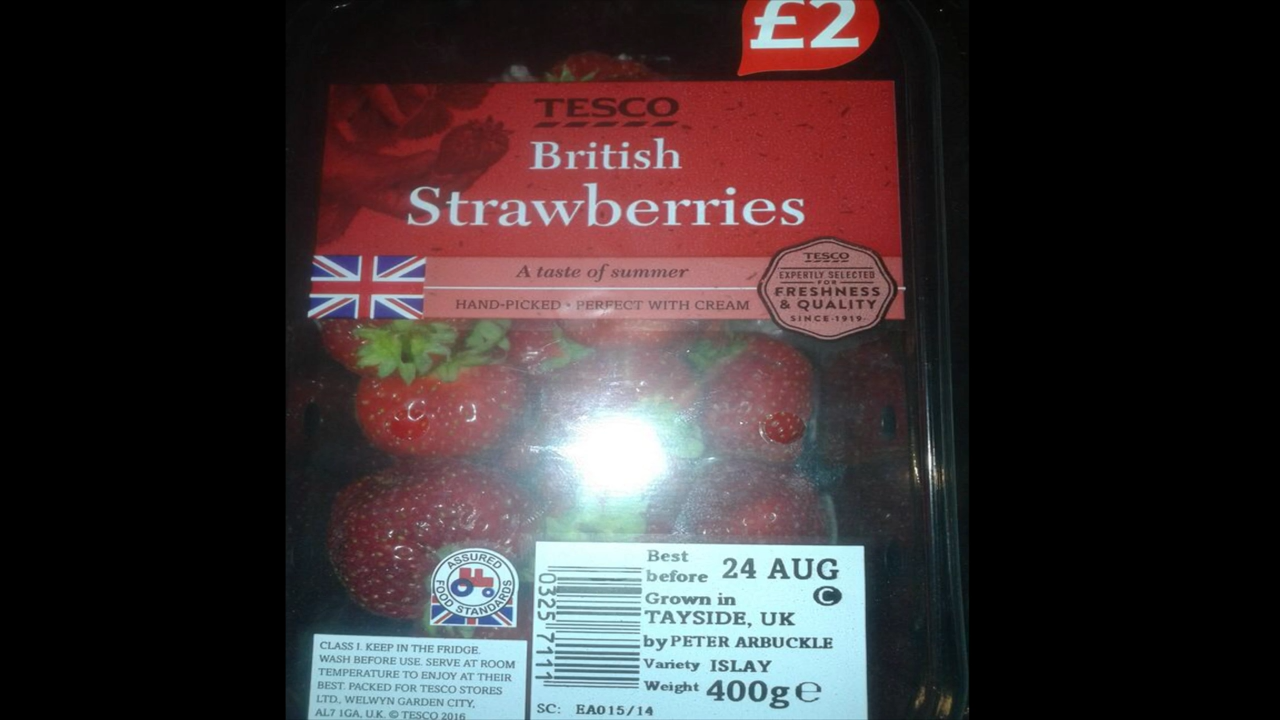 £2
TESCO
British
Strawberries
A taste of summer
HAND-PICKED • PERFECT WITH CREAM
TESCO
EXPERTLY SELECTED
FOR
FRESHNESS
& QUALITY
SINCE·1919
ASSURED
FOOD STANDARDS
CLASS I. KEEP IN THE FRIDGE.
WASH BEFORE USE. SERVE AT ROOM
TEMPERATURE TO ENJOY AT THEIR
BEST. PACKED FOR TESCO STORES
LTD., WELWYN GARDEN CITY,
AL7 1GA, U.K. © TESCO 2016
0325 7111
Best before 24 AUG
C
Grown in
TAYSIDE, UK
by PETER ARBUCKLE
Variety ISLAY
Weight 400g e
SC: EA015/14